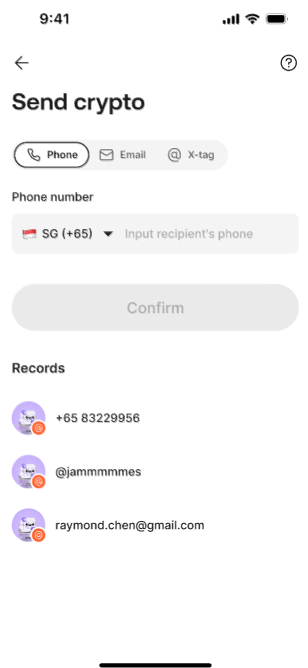 9:41
Send crypto
Phone Email X-tag
Phone number
SG (+65) Input recipient's phone
Confirm
Records
+65 83229956
@jammmmmes
raymond.chen@gmail.com